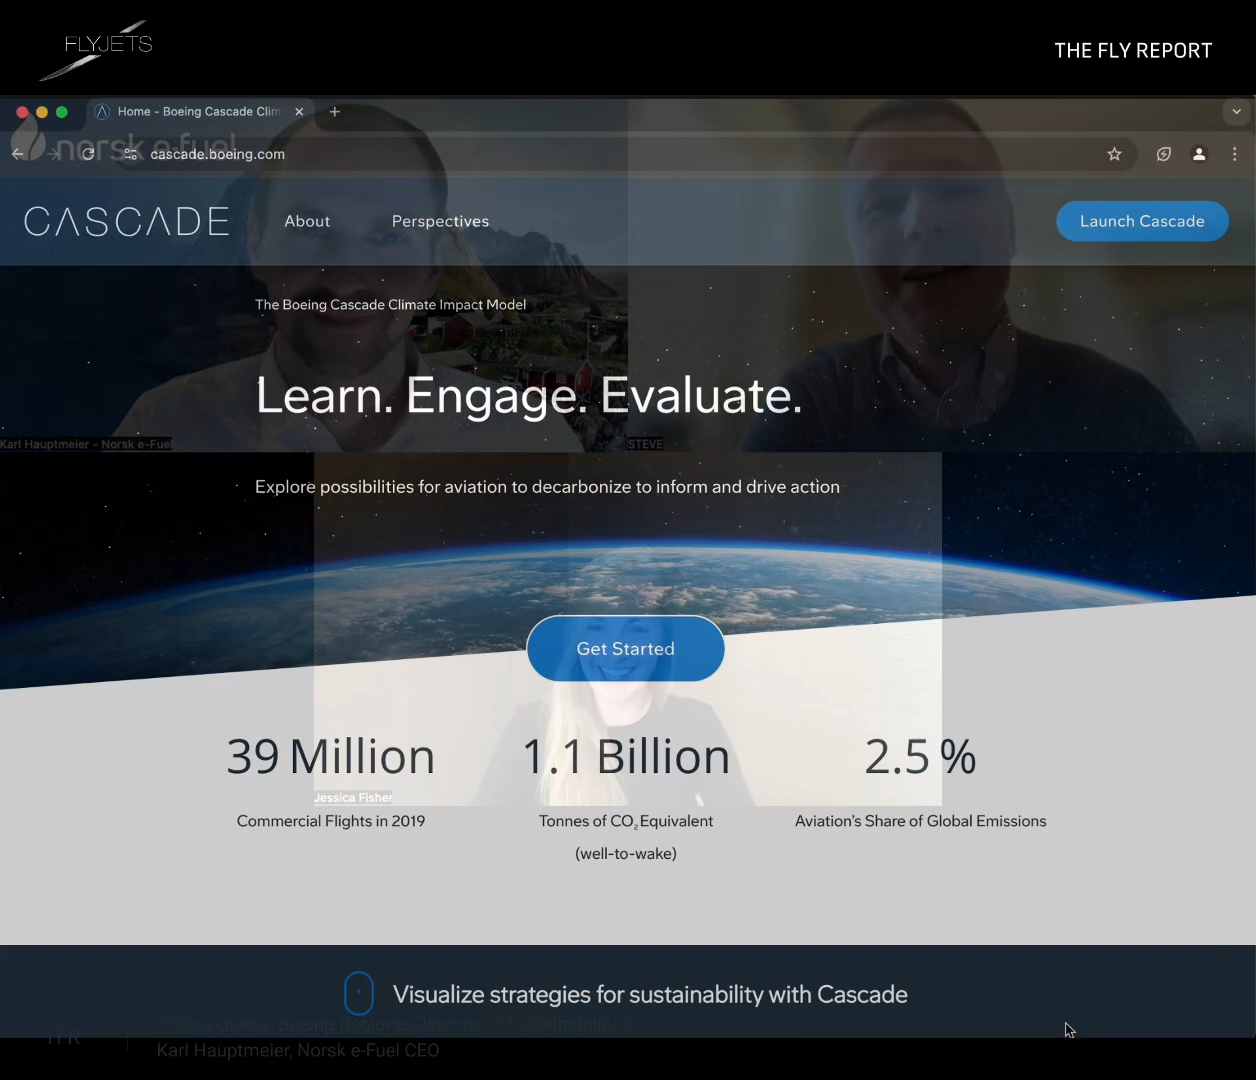 FLYJETS
THE FLY REPORT
Home - Boeing Cascade Clim
norsk e-fuel
cascade.boeing.com
CASCADE
About
Perspectives
Launch Cascade
The Boeing Cascade Climate Impact Model
Learn. Engage. Evaluate.
Karl Hauptmeier - Norsk e-Fuel
STEVE
Explore possibilities for aviation to decarbonize to inform and drive action
Get Started
39 Million
1.1 Billion
2.5 %
Jessica Fisher
Commercial Flights in 2019
Tonnes of CO₂ Equivalent
(well-to-wake)
Aviation's Share of Global Emissions
Visualize strategies for sustainability with Cascade
Boeing Regional
Karl Hauptmeier, Norsk e-Fuel CEO